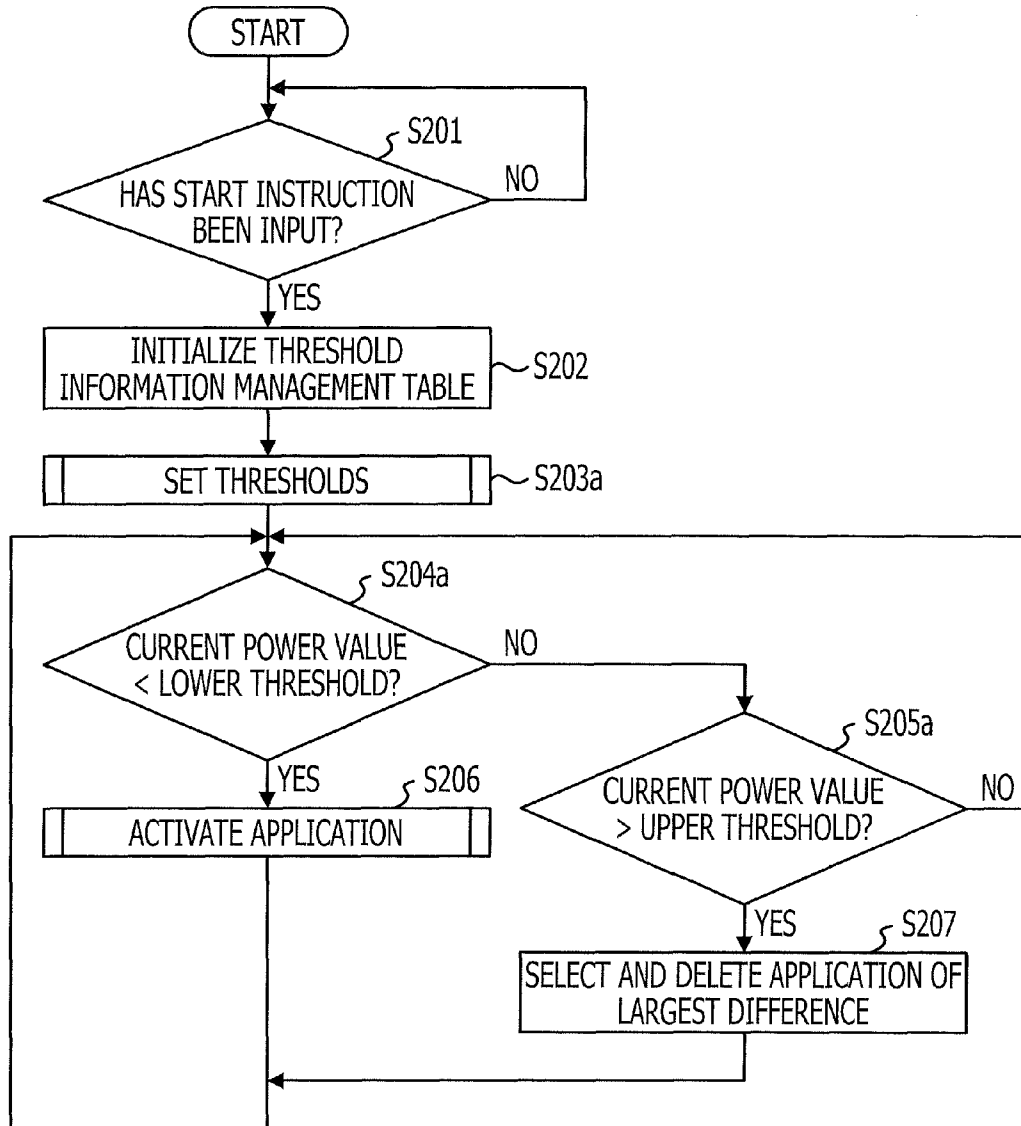 START
S201
HAS START INSTRUCTION
BEEN INPUT?
NO
YES
INITIALIZE THRESHOLD
INFORMATION MANAGEMENT TABLE
S202
SET THRESHOLDS
S203a
S204a
CURRENT POWER VALUE
< LOWER THRESHOLD?
NO
YES
S205a
CURRENT POWER VALUE
> UPPER THRESHOLD?
NO
S206
ACTIVATE APPLICATION
YES
S207
SELECT AND DELETE APPLICATION OF
LARGEST DIFFERENCE